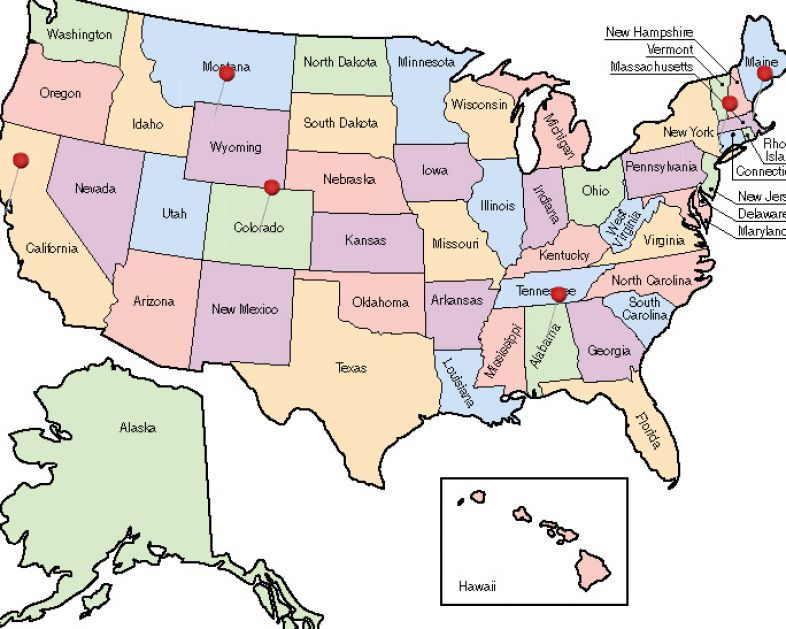 New Hampshire
Vermont
Massachusetts
Washington
Montana
North Dakota
Minnesota
Maine
Oregon
Idaho
Wisconsin
Michigan
South Dakota
New York
Wyoming
Rho
Isla
Connecti
Nevada
Nebraska
Iowa
Pennsylvania
Utah
Colorado
Illinois
Indiana
Ohio
New Jers
Delaware
Maryland
West
Virginia
Virginia
California
Kansas
Missouri
Kentucky
Arizona
New Mexico
Oklahoma
Arkansas
Tennessee
North Carolina
South
Carolina
Mississippi
Alabama
Georgia
Texas
Louisiana
Florida
Alaska
Hawaii